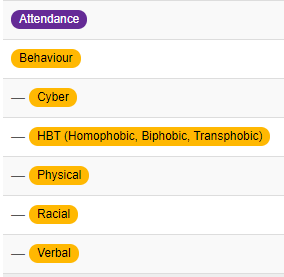 Attendance
Behaviour
— Cyber
— HBT (Homophobic, Biphobic, Transphobic)
— Physical
— Racial
— Verbal